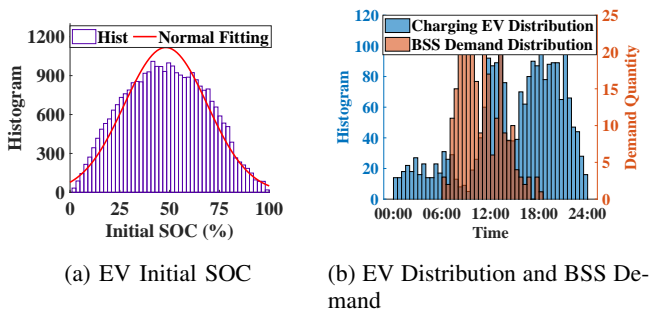 Hist Normal Fitting
1200
900
600
300
0
Histogram
0 25 50 75 100
Initial SOC (%)
(a) EV Initial SOC
Charging EV Distribution
BSS Demand Distribution
120
100
80
60
40
20
0
Histogram
25
20
15
10
5
0
Demand Quantity
00:00 06:00 12:00 18:00 24:00
Time
(b) EV Distribution and BSS De-
mand